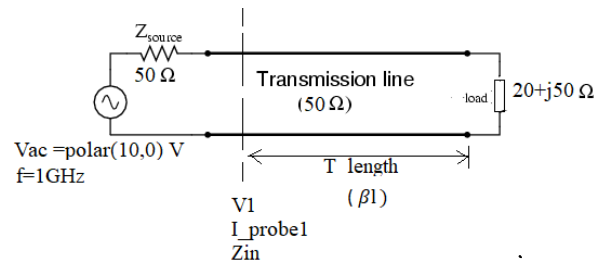 Zsource
50 Ω
Transmission line
(50 Ω)
load
20+j50 Ω
Vac =polar(10,0) V
f=1GHz
T length
(βl)
V1
I_probe1
Zin
,